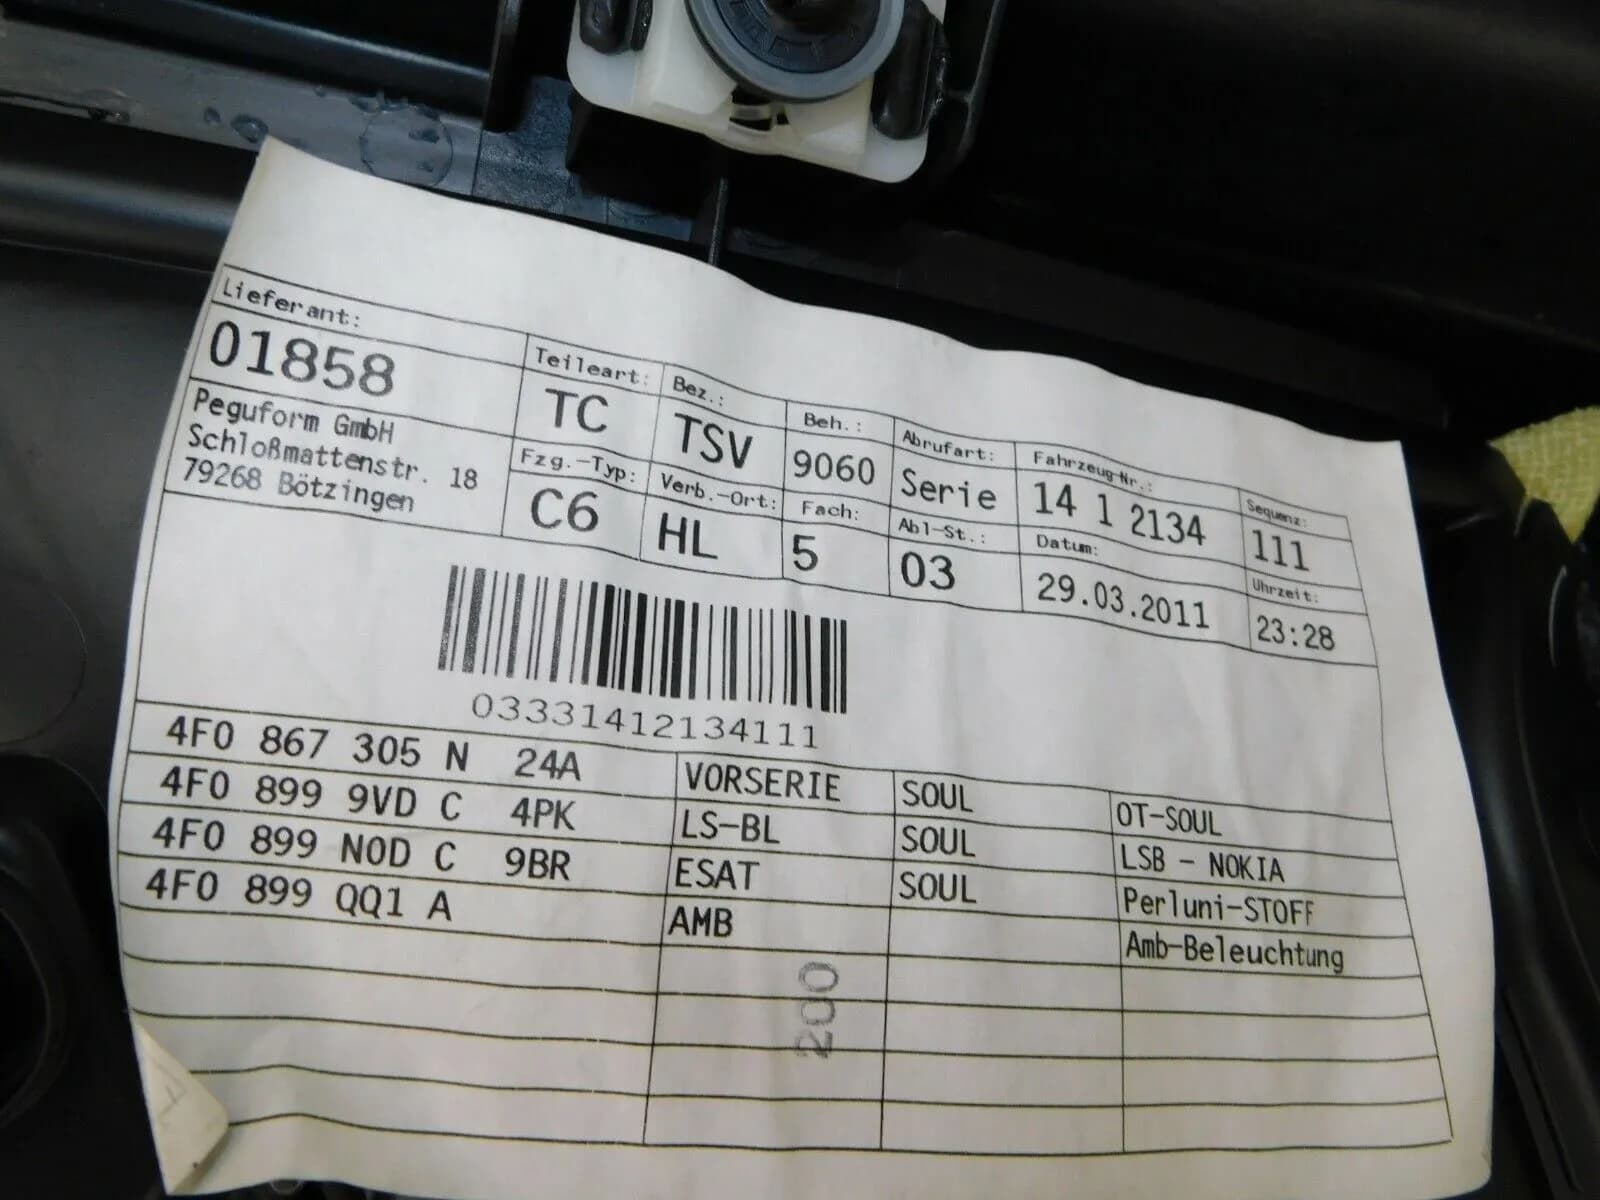 Lieferant:
01858
Peguform GmbH
Schloßmattenstr. 18
79268 Bötzingen
Teileart:
TC
Bez.:
TSV
Beh.:
9060
Abrufart:
Serie
Fahrzeug-Nr.:
14 1 2134
Sequenz:
111
Fzg.-Typ:
C6
Verb.-Ort:
HL
Fach:
5
Abl-St.:
03
Datum:
29.03.2011
Uhrzeit:
23:28
03331412134111
4F0 867 305 N 24A VORSERIE SOUL OT-SOUL
4F0 899 9VD C 4PK LS-BL SOUL LSB - NOKIA
4F0 899 N0D C 9BR ESAT SOUL Perluni-STOFF
4F0 899 QQ1 A AMB Amb-Beleuchtung
200